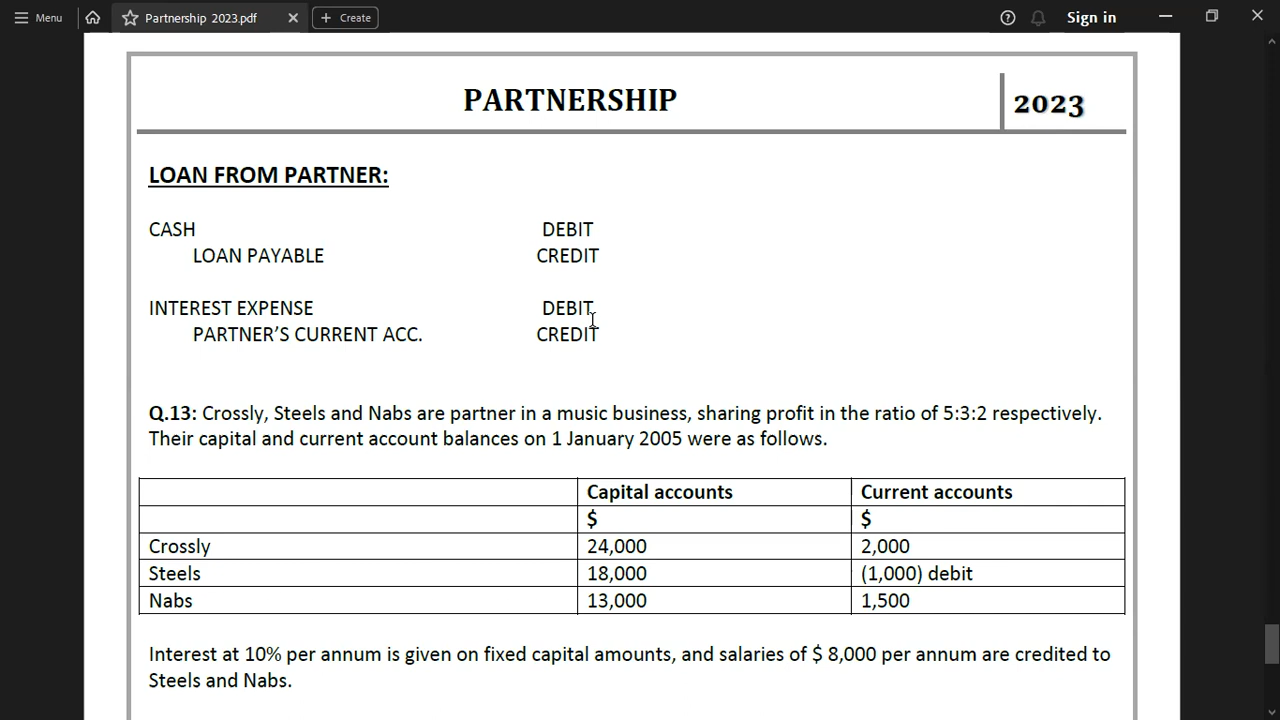 Menu Partnership 2023.pdf Create Sign in
PARTNERSHIP 2023
LOAN FROM PARTNER:
CASH DEBIT
LOAN PAYABLE CREDIT
INTEREST EXPENSE DEBIT
PARTNER’S CURRENT ACC. CREDIT
Q.13: Crossly, Steels and Nabs are partner in a music business, sharing profit in the ratio of 5:3:2 respectively.
Their capital and current account balances on 1 January 2005 were as follows.
Capital accounts Current accounts
$ $
Crossly 24,000 2,000
Steels 18,000 (1,000) debit
Nabs 13,000 1,500
Interest at 10% per annum is given on fixed capital amounts, and salaries of $ 8,000 per annum are credited to
Steels and Nabs.